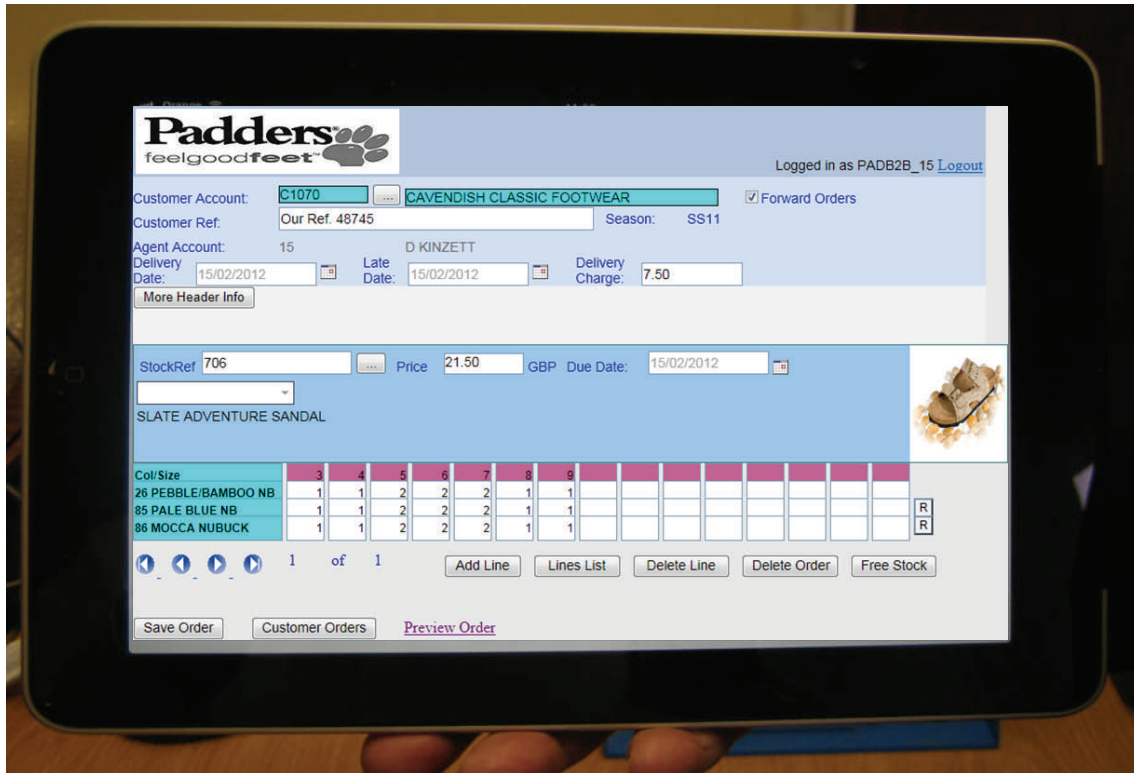 Padders
feelgoodfeet™
Logged in as PADB2B_15 Logout
Customer Account: C1070 ... CAVENDISH CLASSIC FOOTWEAR Forward Orders
Customer Ref: Our Ref. 48745 Season: SS11
Agent Account: 15 D KINZETT
Delivery Date: 15/02/2012 Late Date: 15/02/2012 Delivery Charge: 7.50
More Header Info
StockRef 706 ... Price 21.50 GBP Due Date: 15/02/2012
SLATE ADVENTURE SANDAL
Col/Size 3 4 5 6 7 8 9
26 PEBBLE/BAMBOO NB 1 1 2 2 2 1 1
85 PALE BLUE NB 1 1 2 2 2 1 1 R
86 MOCCA NUBUCK 1 1 2 2 2 1 1 R
1 of 1 Add Line Lines List Delete Line Delete Order Free Stock
Save Order Customer Orders Preview Order